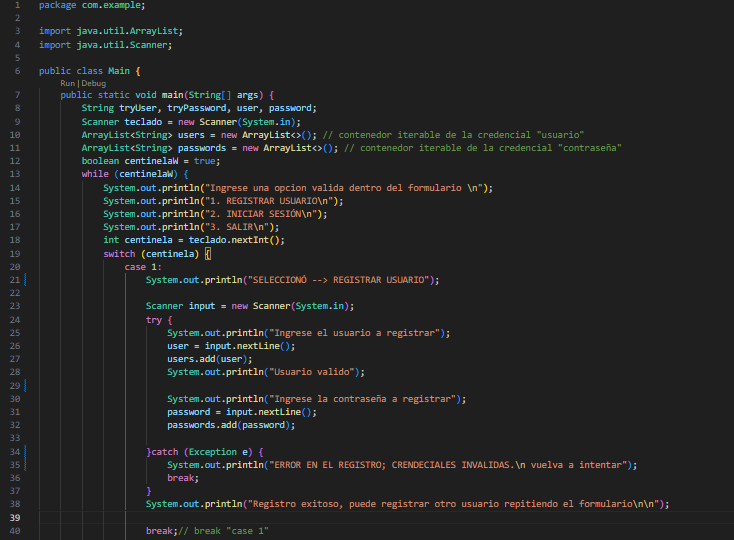 1 package com.example;
2
3 import java.util.ArrayList;
4 import java.util.Scanner;
5
6 public class Main {
Run | Debug
7 public static void main(String[] args) {
8 String tryUser, tryPassword, user, password;
9 Scanner teclado = new Scanner(System.in);
10 ArrayList<String> users = new ArrayList<>(); // contenedor iterable de la credencial "usuario"
11 ArrayList<String> passwords = new ArrayList<>(); // contenedor iterable de la credencial "contraseña"
12 boolean centinelaW = true;
13 while (centinelaW) {
14 System.out.println("Ingrese una opcion valida dentro del formulario \n");
15 System.out.println("1. REGISTRAR USUARIO\n");
16 System.out.println("2. INICIAR SESIÓN\n");
17 System.out.println("3. SALIR\n");
18 int centinela = teclado.nextInt();
19 switch (centinela) {
20 case 1:
21 System.out.println("SELECCIONÓ --> REGISTRAR USUARIO");
22
23 Scanner input = new Scanner(System.in);
24 try {
25 System.out.println("Ingrese el usuario a registrar");
26 user = input.nextLine();
27 users.add(user);
28 System.out.println("Usuario valido");
29
30 System.out.println("Ingrese la contraseña a registrar");
31 password = input.nextLine();
32 passwords.add(password);
33
34 }catch (Exception e) {
35 System.out.println("ERROR EN EL REGISTRO; CRENDECIALES INVALIDAS.\n vuelva a intentar");
36 break;
37 }
38 System.out.println("Registro exitoso, puede registrar otro usuario repitiendo el formulario\n\n");
39
40 break;// break "case 1"